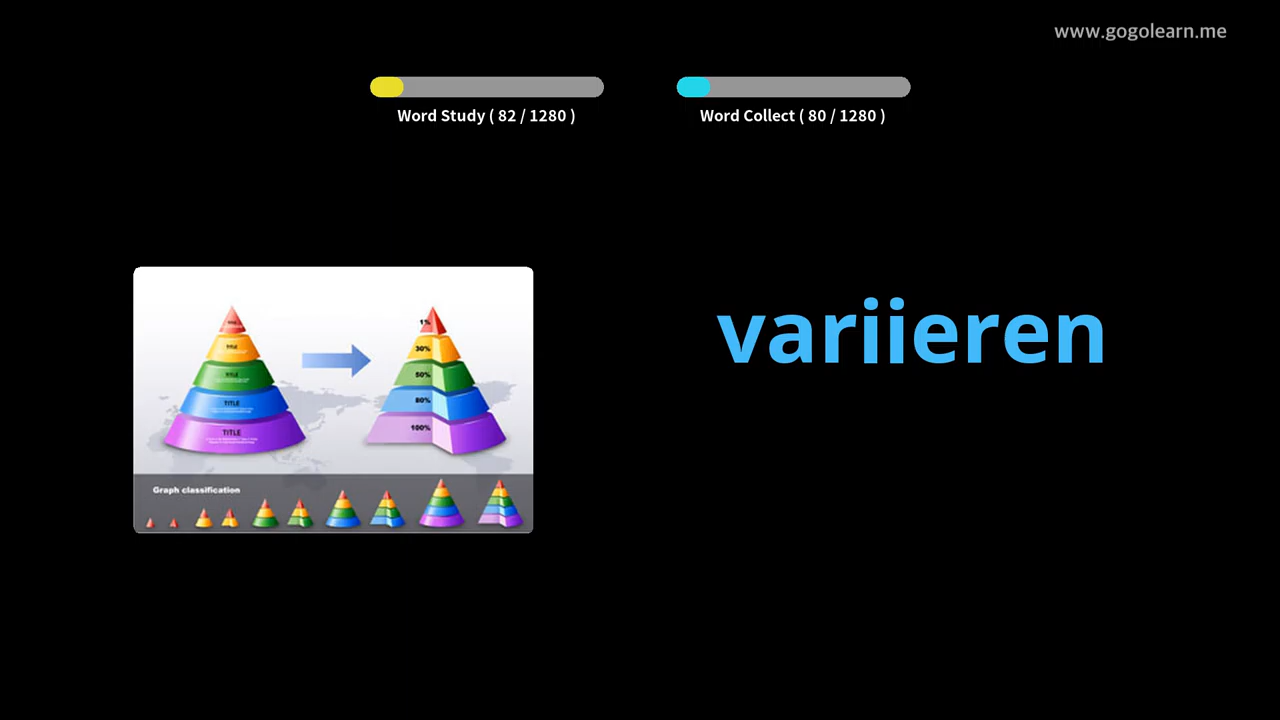 www.gogolearn.me
Word Study ( 82 / 1280 )
Word Collect ( 80 / 1280 )
variieren
TITLE
TITLE
TITLE
TITLE
1%
30%
50%
80%
100%
Graph classification